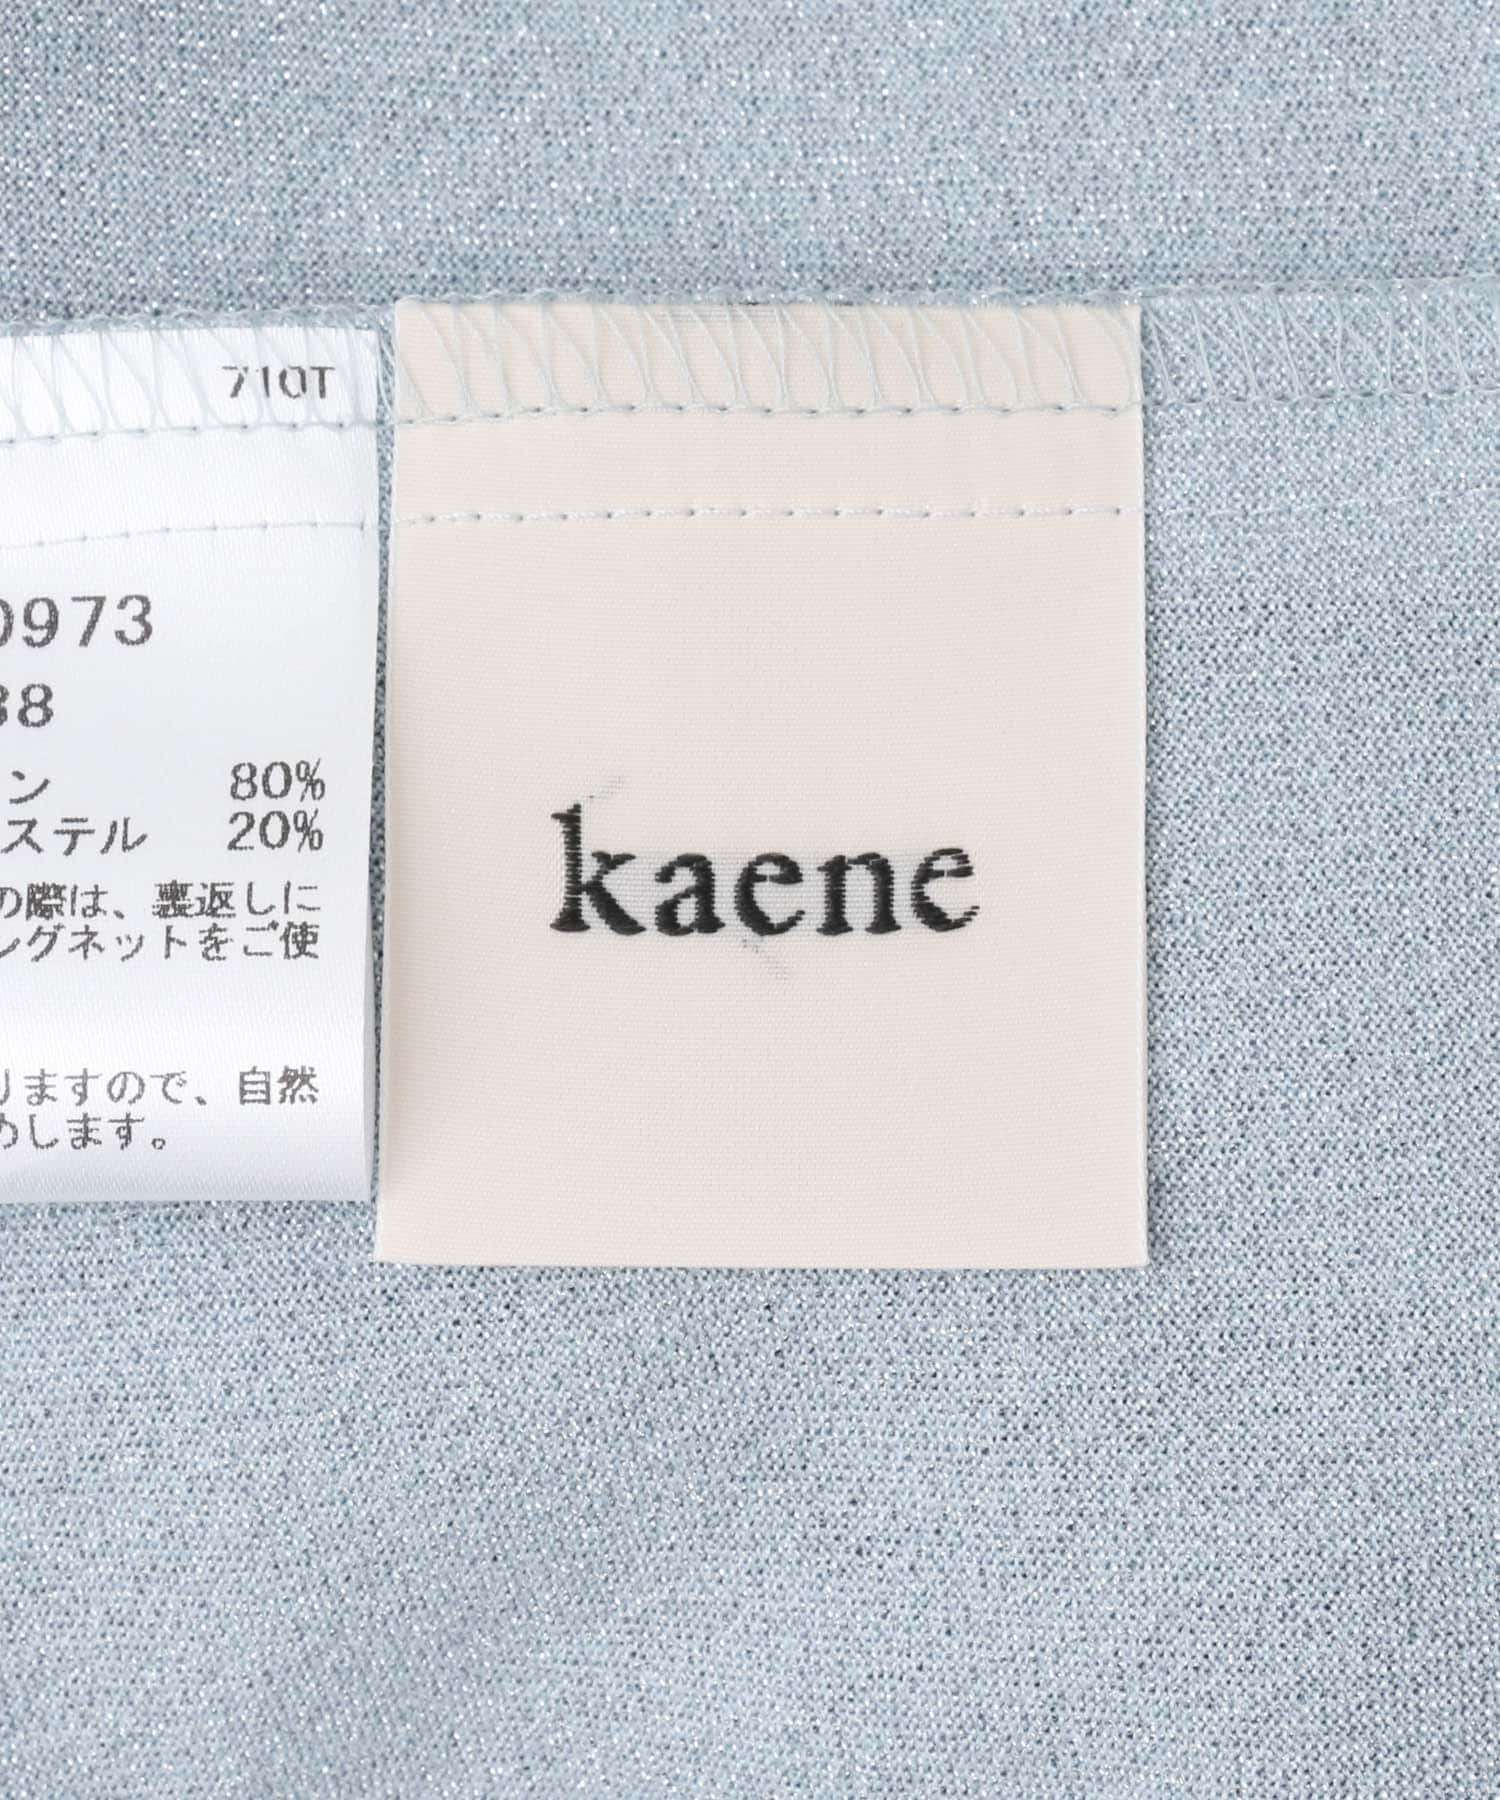 710T
0973
38
ン 80%
ステル 20%
の際は、裏返しに
ングネットをご使
りますので、自然
めします。
kaene